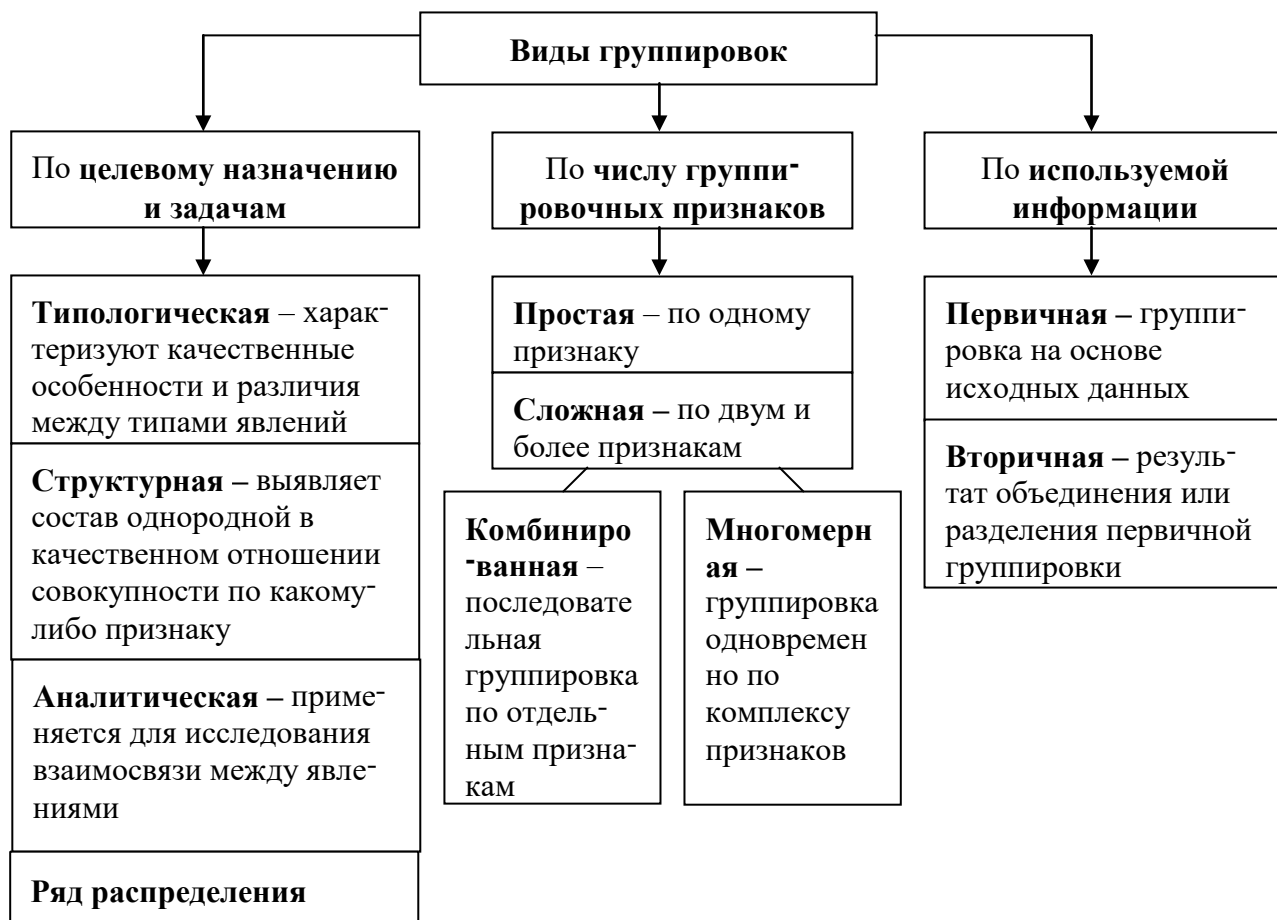 Виды группировок
По целевому назначению
и задачам
Типологическая – харак-
теризуют качественные
особенности и различия
между типами явлений
Структурная – выявляет
состав однородной в
качественном отношении
совокупности по какому-
либо признаку
Аналитическая – приме-
няется для исследования
взаимосвязи между явле-
ниями
Ряд распределения
По числу группи-
ровочных признаков
Простая – по одному
признаку
Сложная – по двум и
более признакам
Комбиниро
-ванная –
последовате
льная
группировка
по отдель-
ным призна-
кам
Многомерн
ая –
группировка
одновремен
но по
комплексу
признаков
По используемой
информации
Первичная – группи-
ровка на основе
исходных данных
Вторичная – резуль-
тат объединения или
разделения первичной
группировки